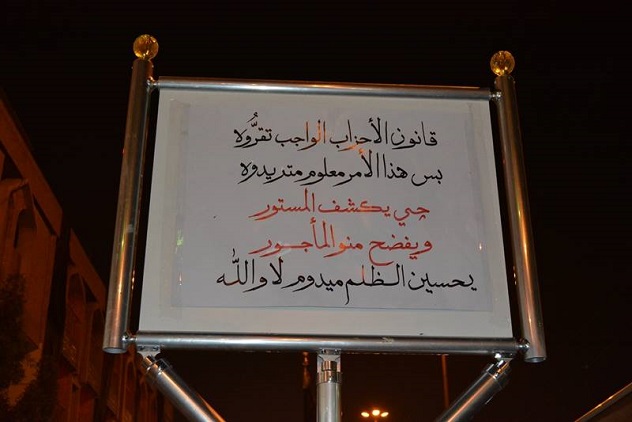 قانون الأحزاب الواجب تقرُّوه
بس هذا الأمر معلوم متريدوه
چي يكشف المستور
ويفضح منو المأجور
يحسين الظلم ميدوم لا والله